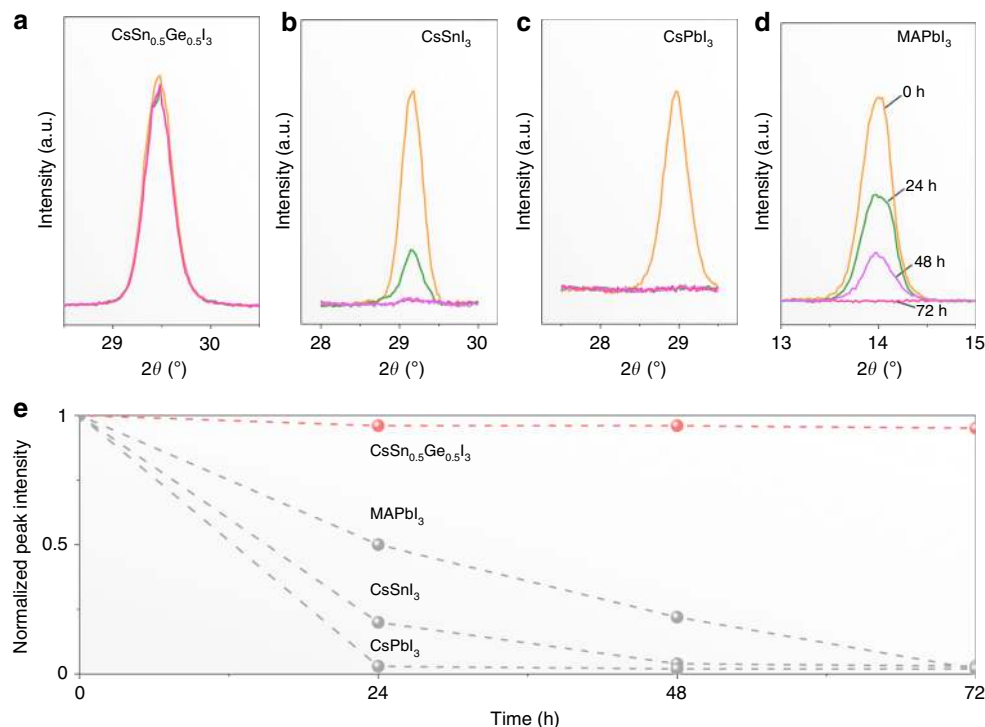 a
CsSn0.5Ge0.5I3
Intensity (a.u.)
29
30
2θ (°)
b
CsSnI3
Intensity (a.u.)
28
29
30
2θ (°)
c
CsPbI3
Intensity (a.u.)
28
29
2θ (°)
d
MAPbI3
Intensity (a.u.)
0 h
24 h
48 h
72 h
13
14
15
2θ (°)
e
Normalized peak intensity
1
0.5
0
CsSn0.5Ge0.5I3
MAPbI3
CsSnI3
CsPbI3
0
24
48
72
Time (h)